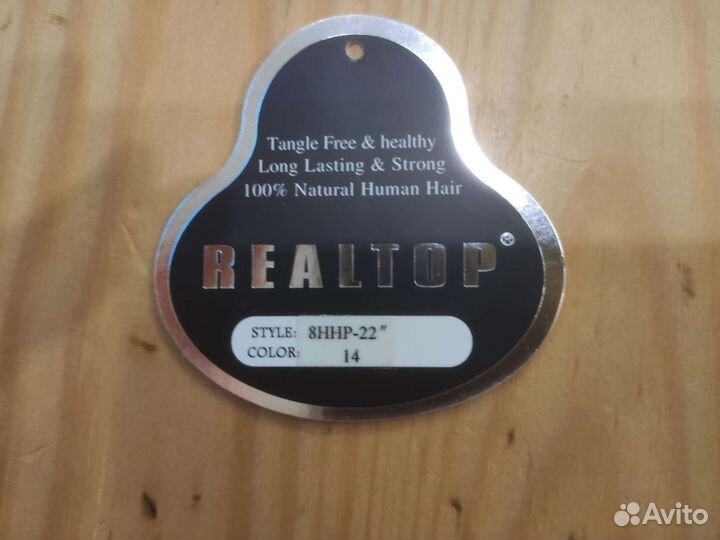 Tangle Free & healthy
Long Lasting & Strong
100% Natural Human Hair
REALTOP®
STYLE: 8HHP-22"
COLOR: 14
Avito